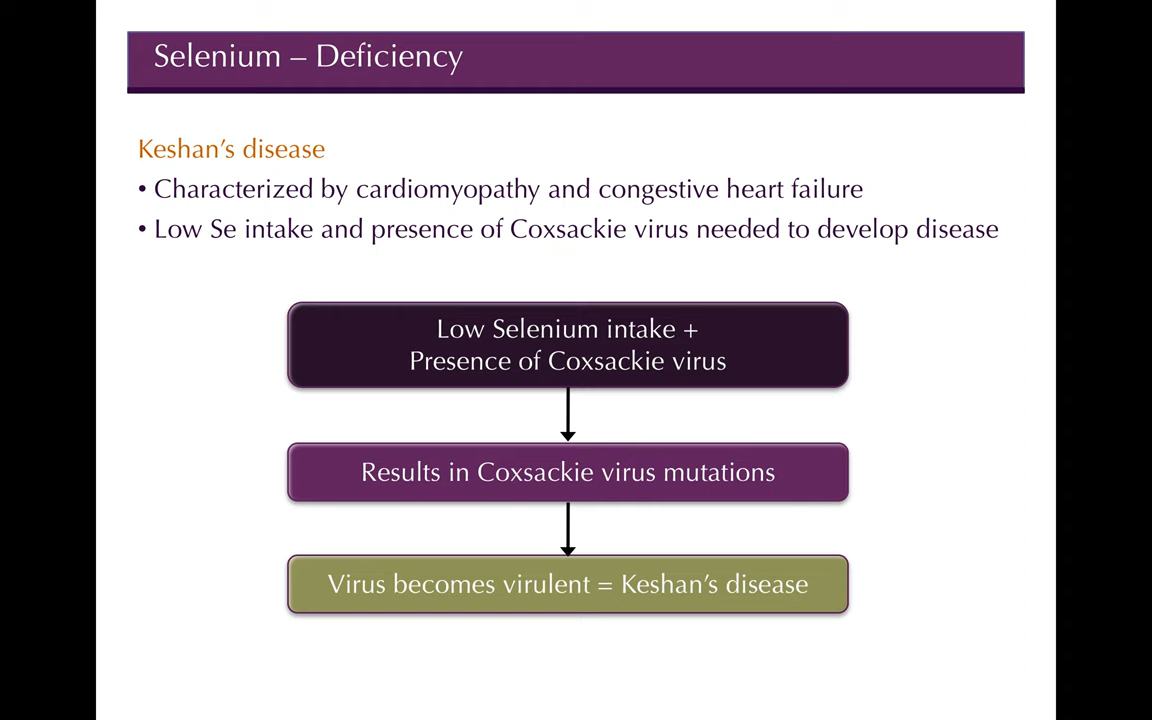 Selenium – Deficiency
Keshan’s disease
• Characterized by cardiomyopathy and congestive heart failure
• Low Se intake and presence of Coxsackie virus needed to develop disease
Low Selenium intake +
Presence of Coxsackie virus
Results in Coxsackie virus mutations
Virus becomes virulent = Keshan’s disease